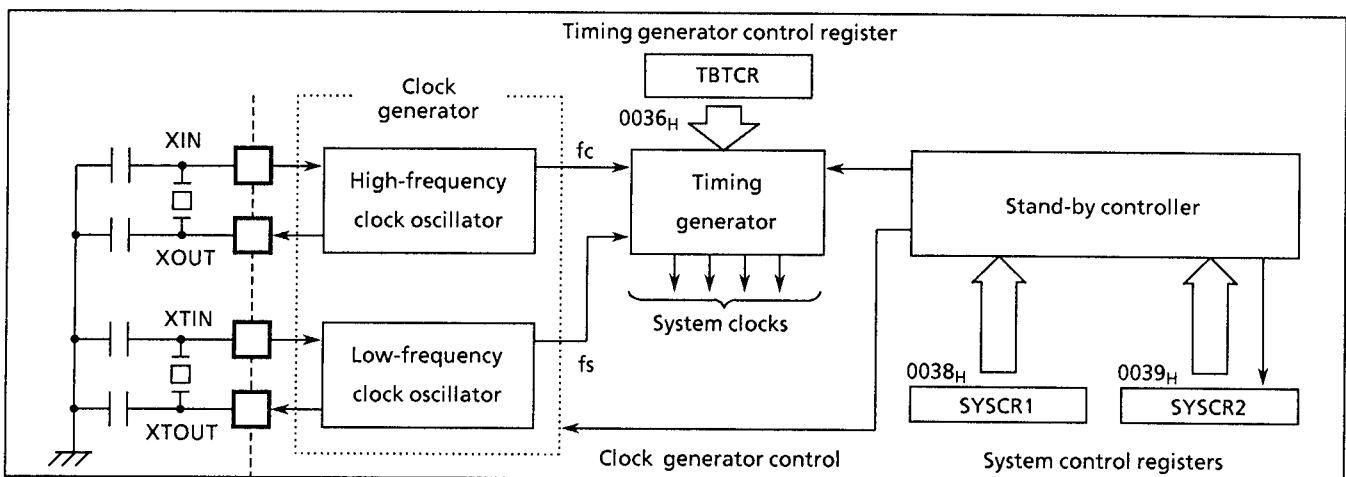 Timing generator control register
TBTCR
0036H
Clock
generator
XIN
XOUT
High-frequency
clock oscillator
fc
Timing
generator
Stand-by controller
System clocks
XTIN
XTOUT
Low-frequency
clock oscillator
fs
0038H
SYSCR1
0039H
SYSCR2
Clock generator control
System control registers